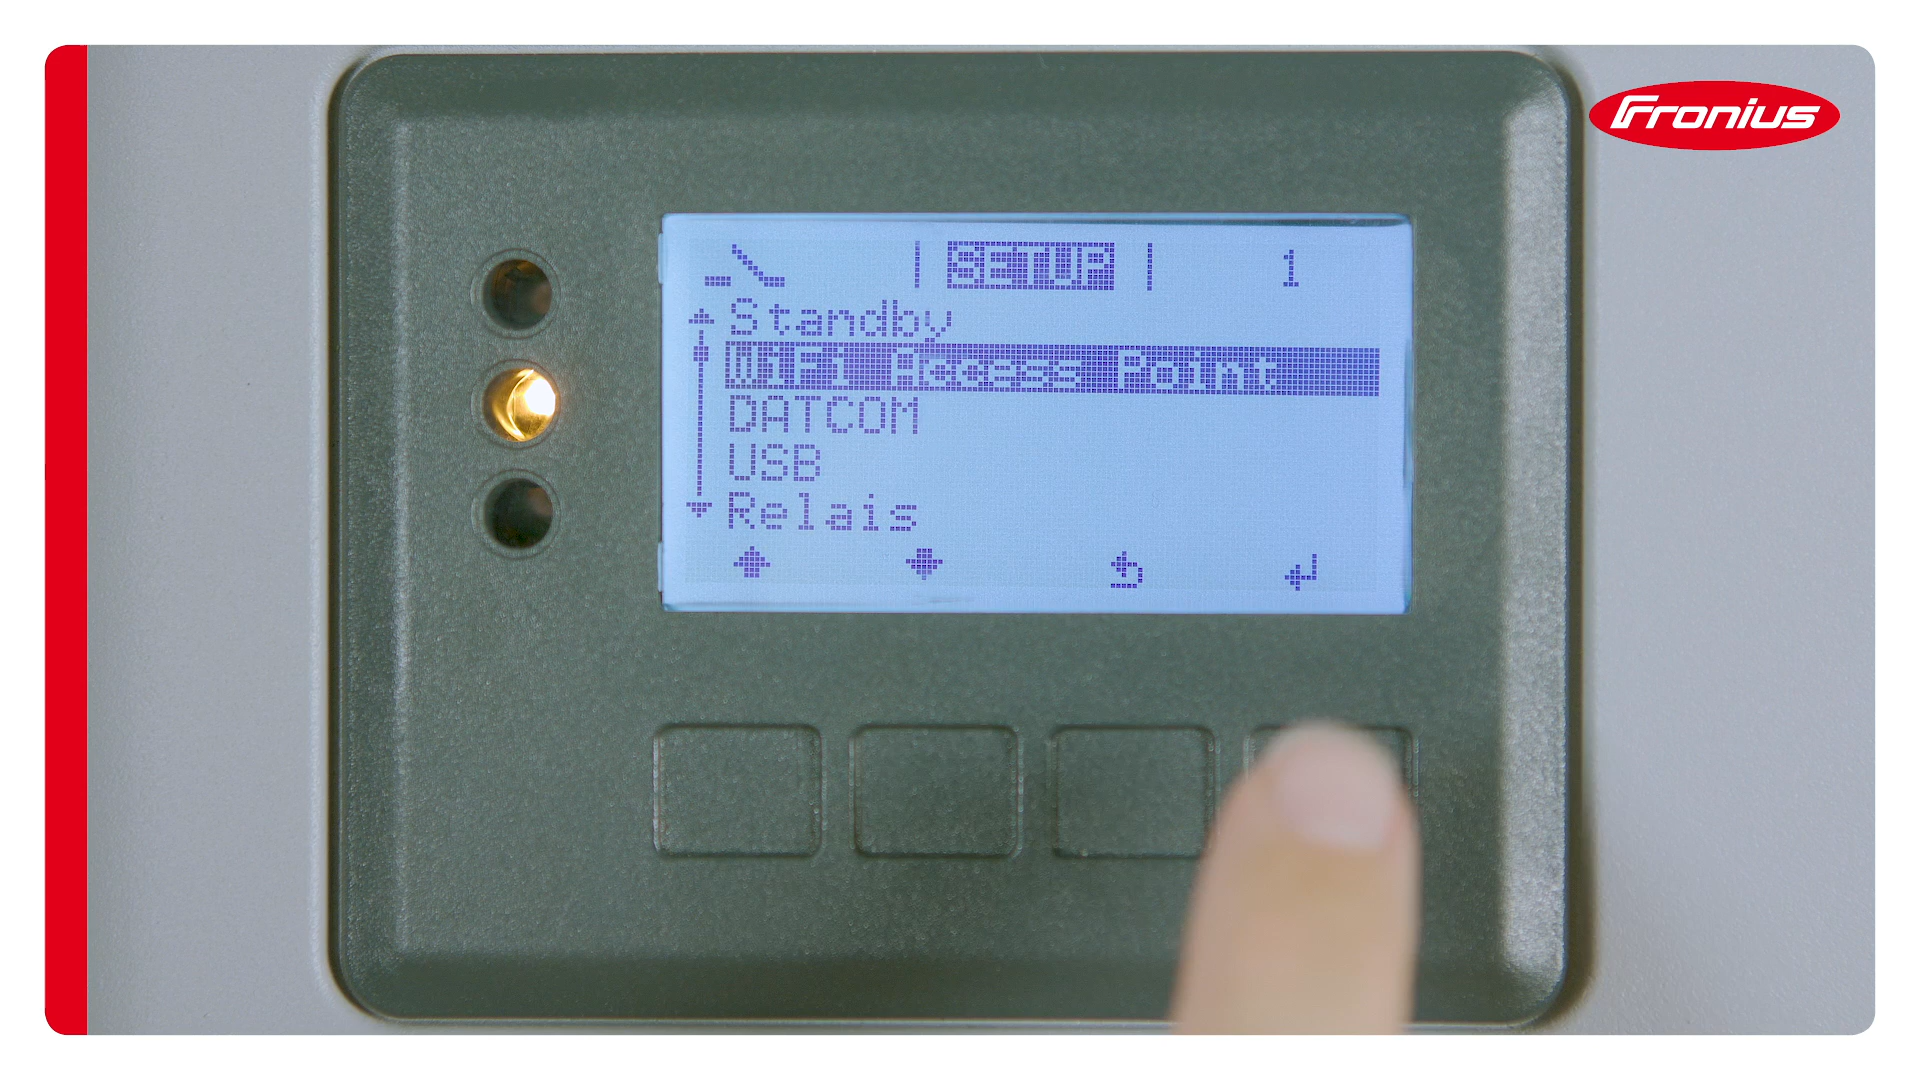 Fronius
SETUP 1
Standby
WiFi Access Point
DATCOM
USB
Relais